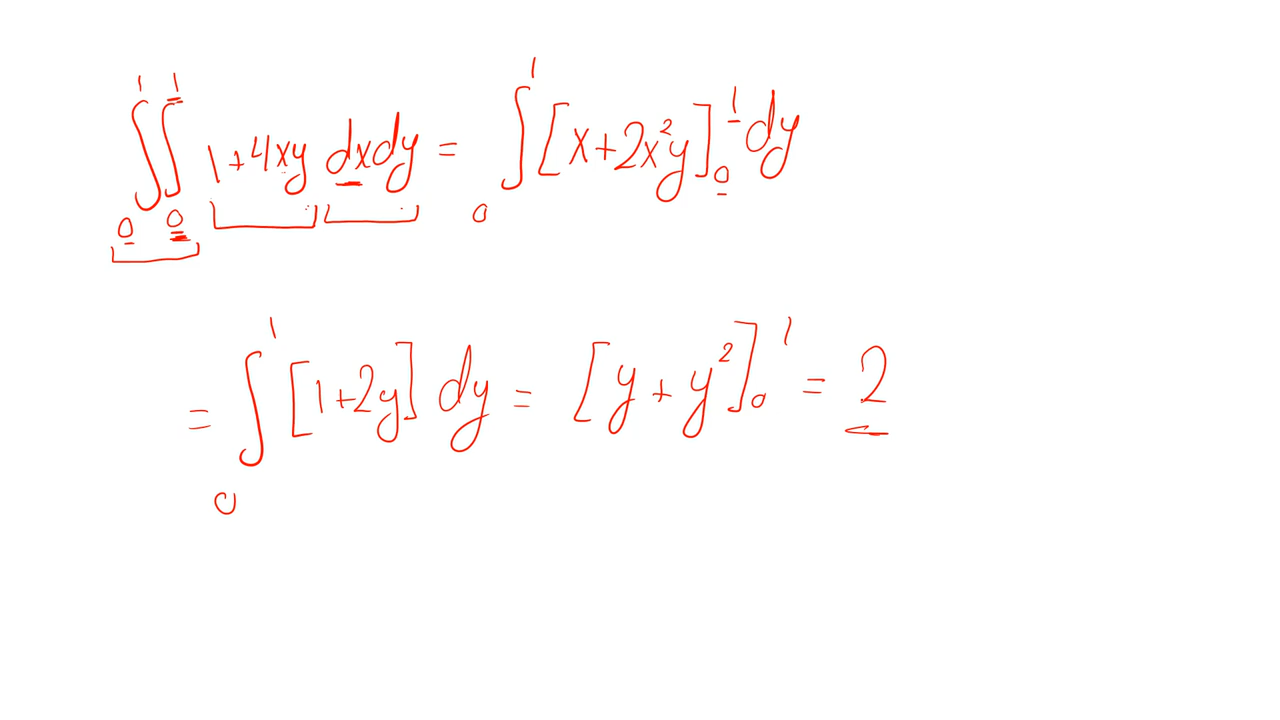 ∫₀¹∫₀¹ 1+4xy dxdy = ∫₀¹ [x+2x²y]₀¹ dy
= ∫₀¹ [1+2y] dy = [y+y²]₀¹ = 2